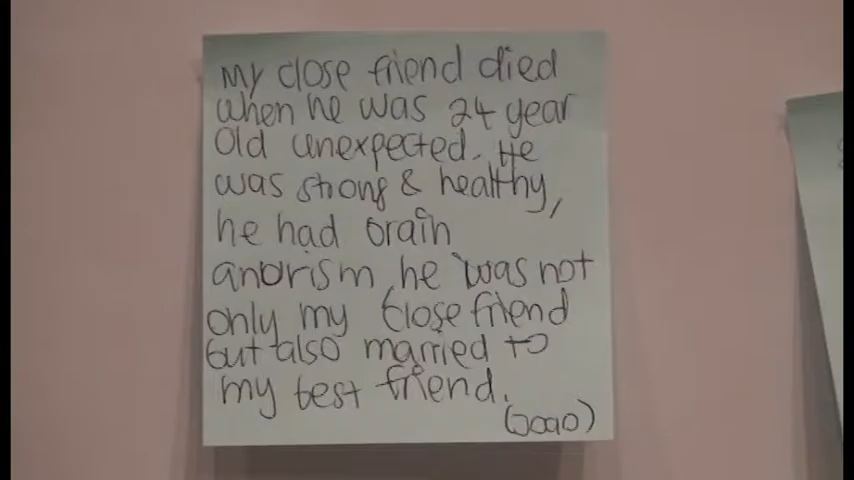 My close friend died
when he was 24 year
old unexpected. He
was strong & healthy,
he had brain
anorism, he was not
only my close friend
but also married to
my best friend.
(João)